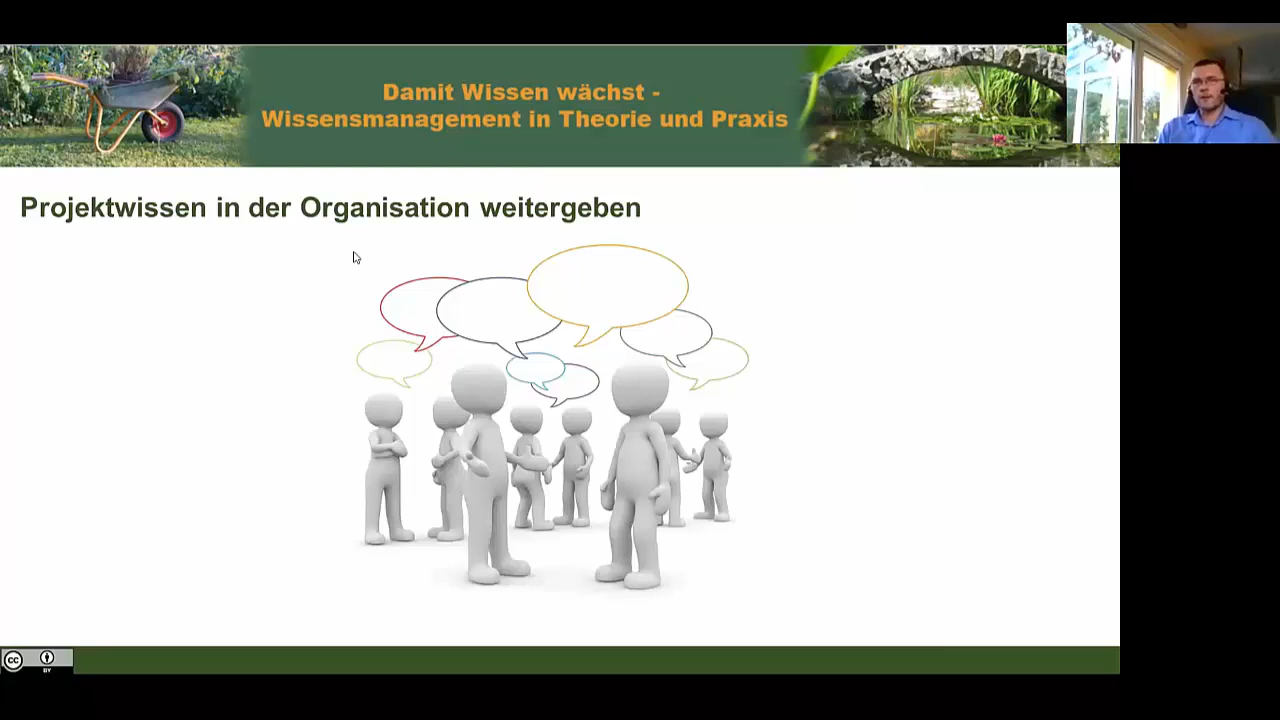 Damit Wissen wächst -
Wissensmanagement in Theorie und Praxis
Projektwissen in der Organisation weitergeben
cc
BY